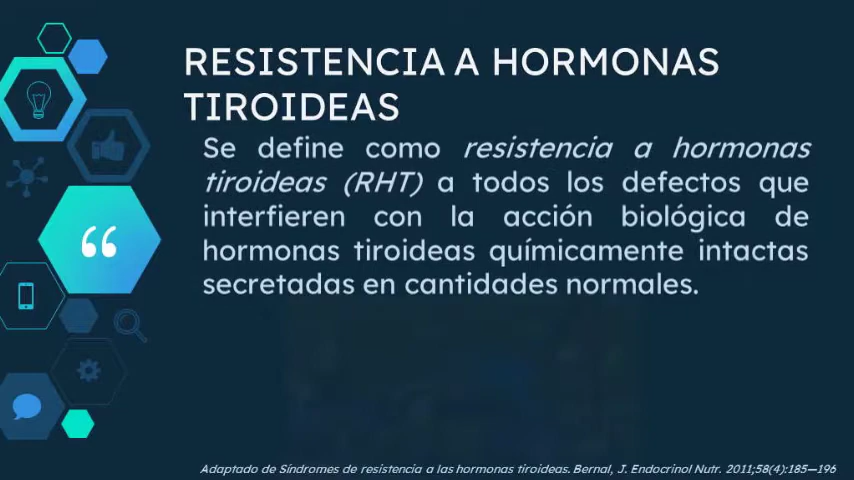 RESISTENCIA A HORMONAS
TIROIDEAS
Se define como resistencia a hormonas
tiroideas (RHT) a todos los defectos que
interfieren con la acción biológica de
hormonas tiroideas químicamente intactas
secretadas en cantidades normales.
Adaptado de Síndromes de resistencia a las hormonas tiroideas. Bernal, J. Endocrinol Nutr. 2011;58(4):185—196